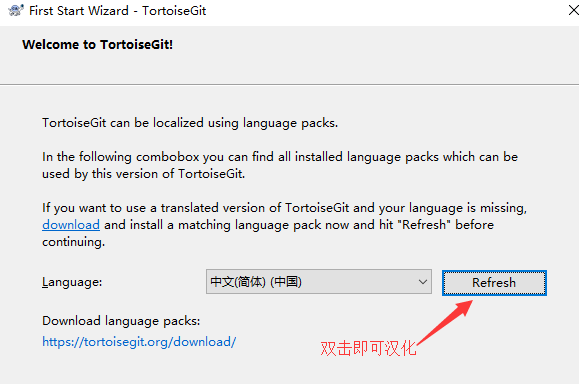 First Start Wizard - TortoiseGit
Welcome to TortoiseGit!
TortoiseGit can be localized using language packs.
In the following combobox you can find all installed language packs which can be
used by this version of TortoiseGit.
If you want to use a translated version of TortoiseGit and your language is missing,
download and install a matching language pack now and hit "Refresh" before
continuing.
Language: 中文(简体) (中国) Refresh
Download language packs:
https://tortoisegit.org/download/
双击即可汉化